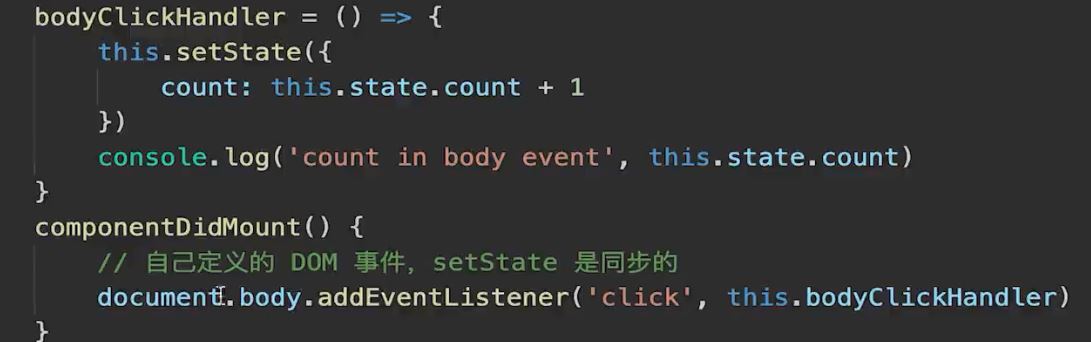 bodyClickHandler = () => {
    this.setState({
        count: this.state.count + 1
    })
    console.log('count in body event', this.state.count)
}
componentDidMount() {
    // 自己定义的 DOM 事件，setState 是同步的
    document.body.addEventListener('click', this.bodyClickHandler)
}